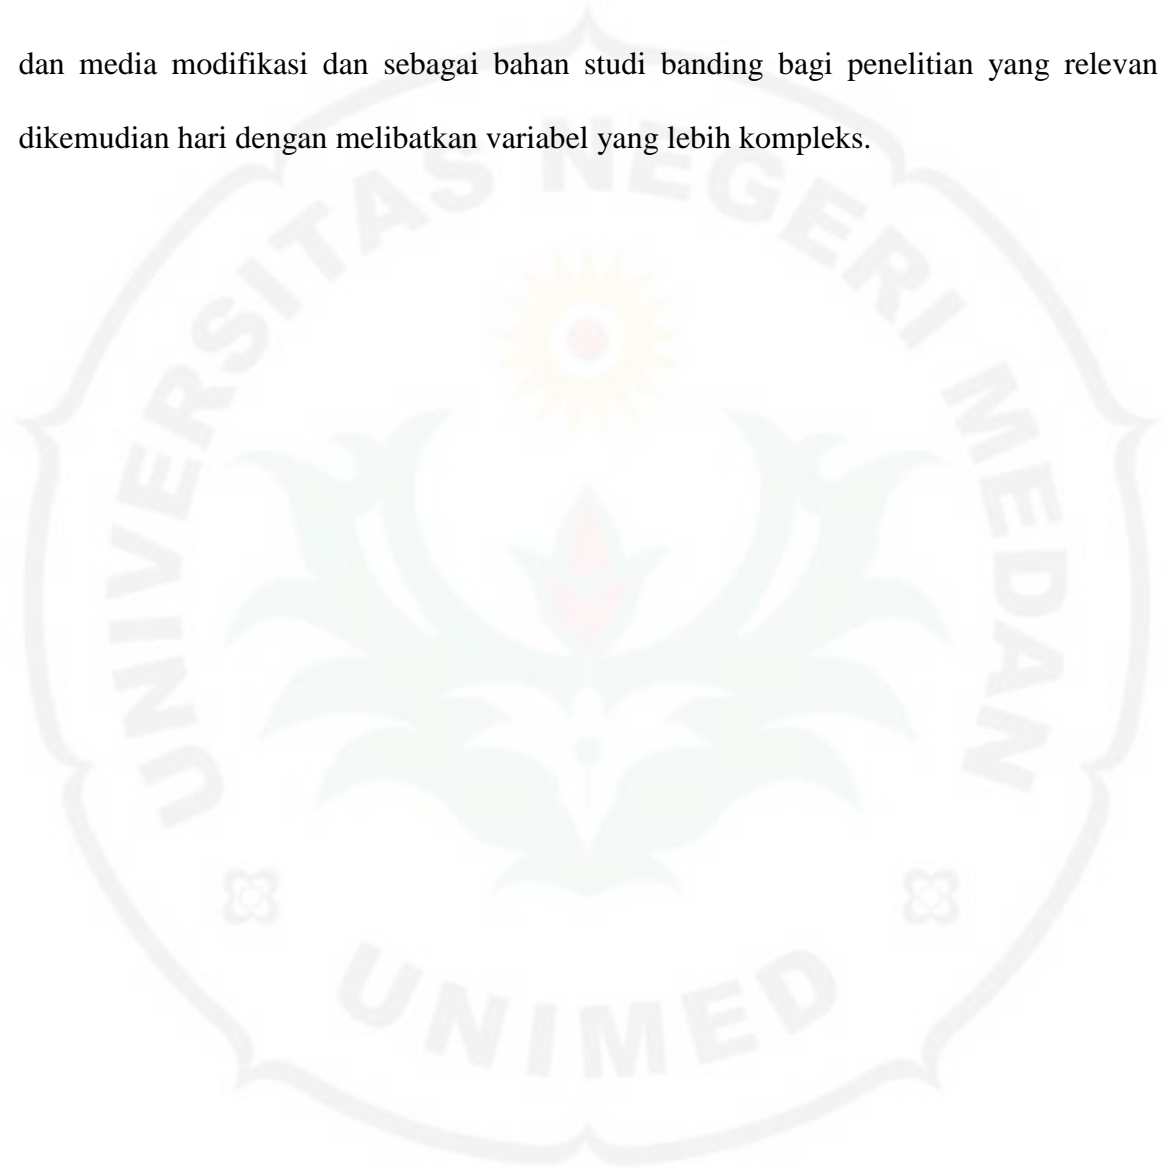 dan media modifikasi dan sebagai bahan studi banding bagi penelitian yang relevan
dikemudian hari dengan melibatkan variabel yang lebih kompleks.
UNIVERSITAS NEGERI MEDAN
UNIMED